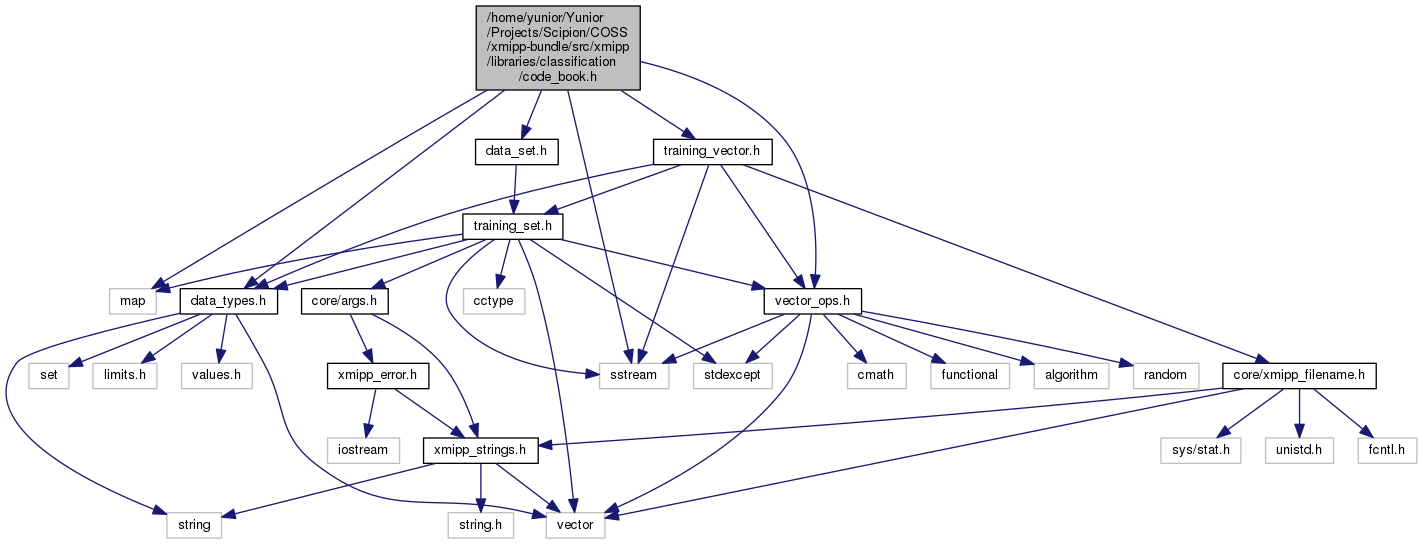 /home/yunior/Yunior
/Projects/Scipion/COSS
/xmipp-bundle/src/xmipp
/libraries/classification
/code_book.h
data_set.h
training_vector.h
training_set.h
map
data_types.h
core/args.h
cctype
vector_ops.h
set
limits.h
values.h
xmipp_error.h
sstream
stdexcept
cmath
functional
algorithm
random
core/xmipp_filename.h
iostream
xmipp_strings.h
sys/stat.h
unistd.h
fcntl.h
string
string.h
vector